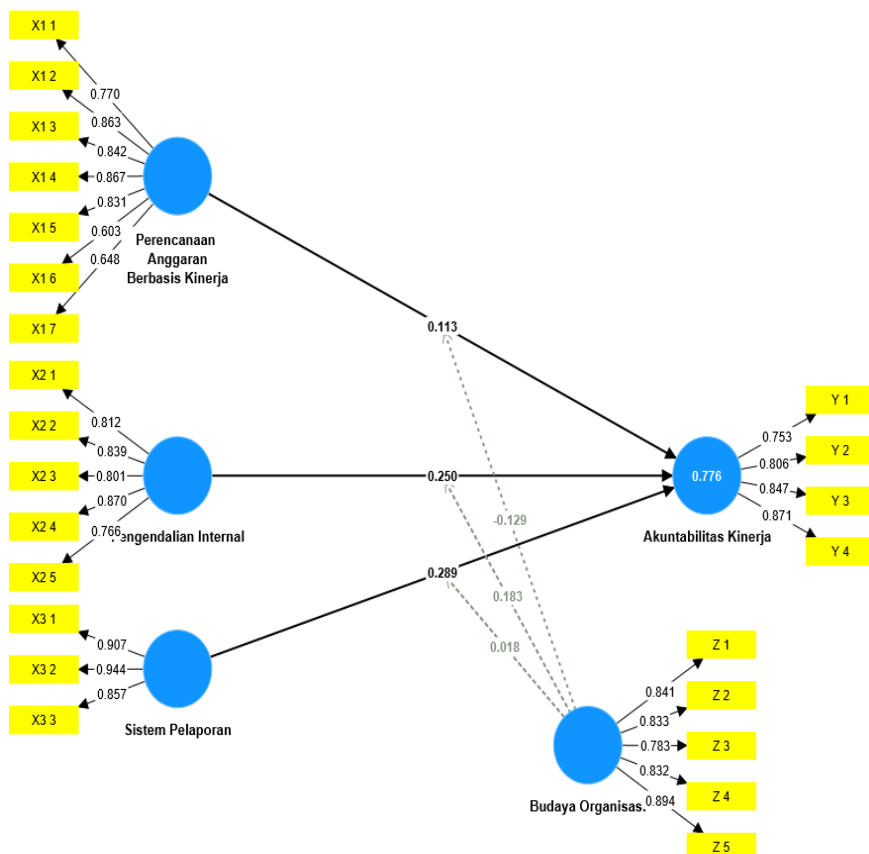 X1 1
X1 2
X1 3
X1 4
X1 5
X1 6
X1 7
0.770
0.863
0.842
0.867
0.831
0.603
0.648
Perencanaan
Anggaran
Berbasis Kinerja
X2 1
X2 2
X2 3
X2 4
X2 5
0.812
0.839
0.801
0.870
0.766
engendalian Internal
X3 1
X3 2
X3 3
0.907
0.944
0.857
Sistem Pelaporan
0.113
0.250
0.289
-0.129
0.183
0.018
0.776
Akuntabilitas Kinerja
0.753
0.806
0.847
0.871
Y 1
Y 2
Y 3
Y 4
Budaya Organisas.
0.841
0.833
0.783
0.832
0.894
Z 1
Z 2
Z 3
Z 4
Z 5